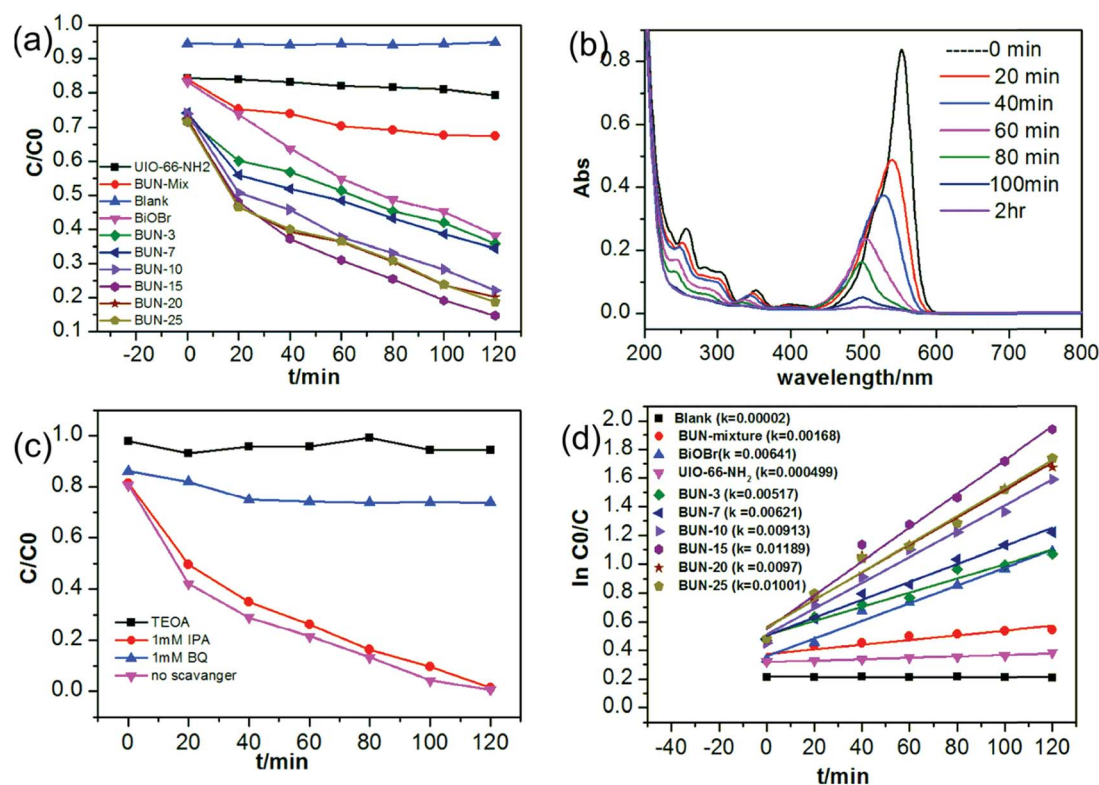 (a)
C/C0
1.0
0.9
0.8
0.7
0.6
0.5
0.4
0.3
0.2
0.1
UIO-66-NH2
BUN-Mix
Blank
BiOBr
BUN-3
BUN-7
BUN-10
BUN-15
BUN-20
BUN-25
-20 0 20 40 60 80 100 120
t/min
(b)
Abs
0.8
0.4
0.0
-----0 min
20 min
40min
60 min
80 min
100min
2hr
200 300 400 500 600 700 800
wavelength/nm
(c)
C/C0
1.0
0.8
0.6
0.4
0.2
0.0
TEOA
1mM IPA
1mM BQ
no scavanger
0 20 40 60 80 100 120
t/min
(d)
ln C0/C
2.0
1.8
1.6
1.4
1.2
1.0
0.8
0.6
0.4
0.2
0.0
Blank (k=0.00002)
BUN-mixture (k=0.00168)
BiOBr(k =0.00641)
UIO-66-NH2 (k=0.000499)
BUN-3 (k=0.00517)
BUN-7 (k=0.00621)
BUN-10 (k=0.00913)
BUN-15 (k= 0.01189)
BUN-20 (k=0.0097)
BUN-25 (k=0.01001)
-40 -20 0 20 40 60 80 100 120
t/min